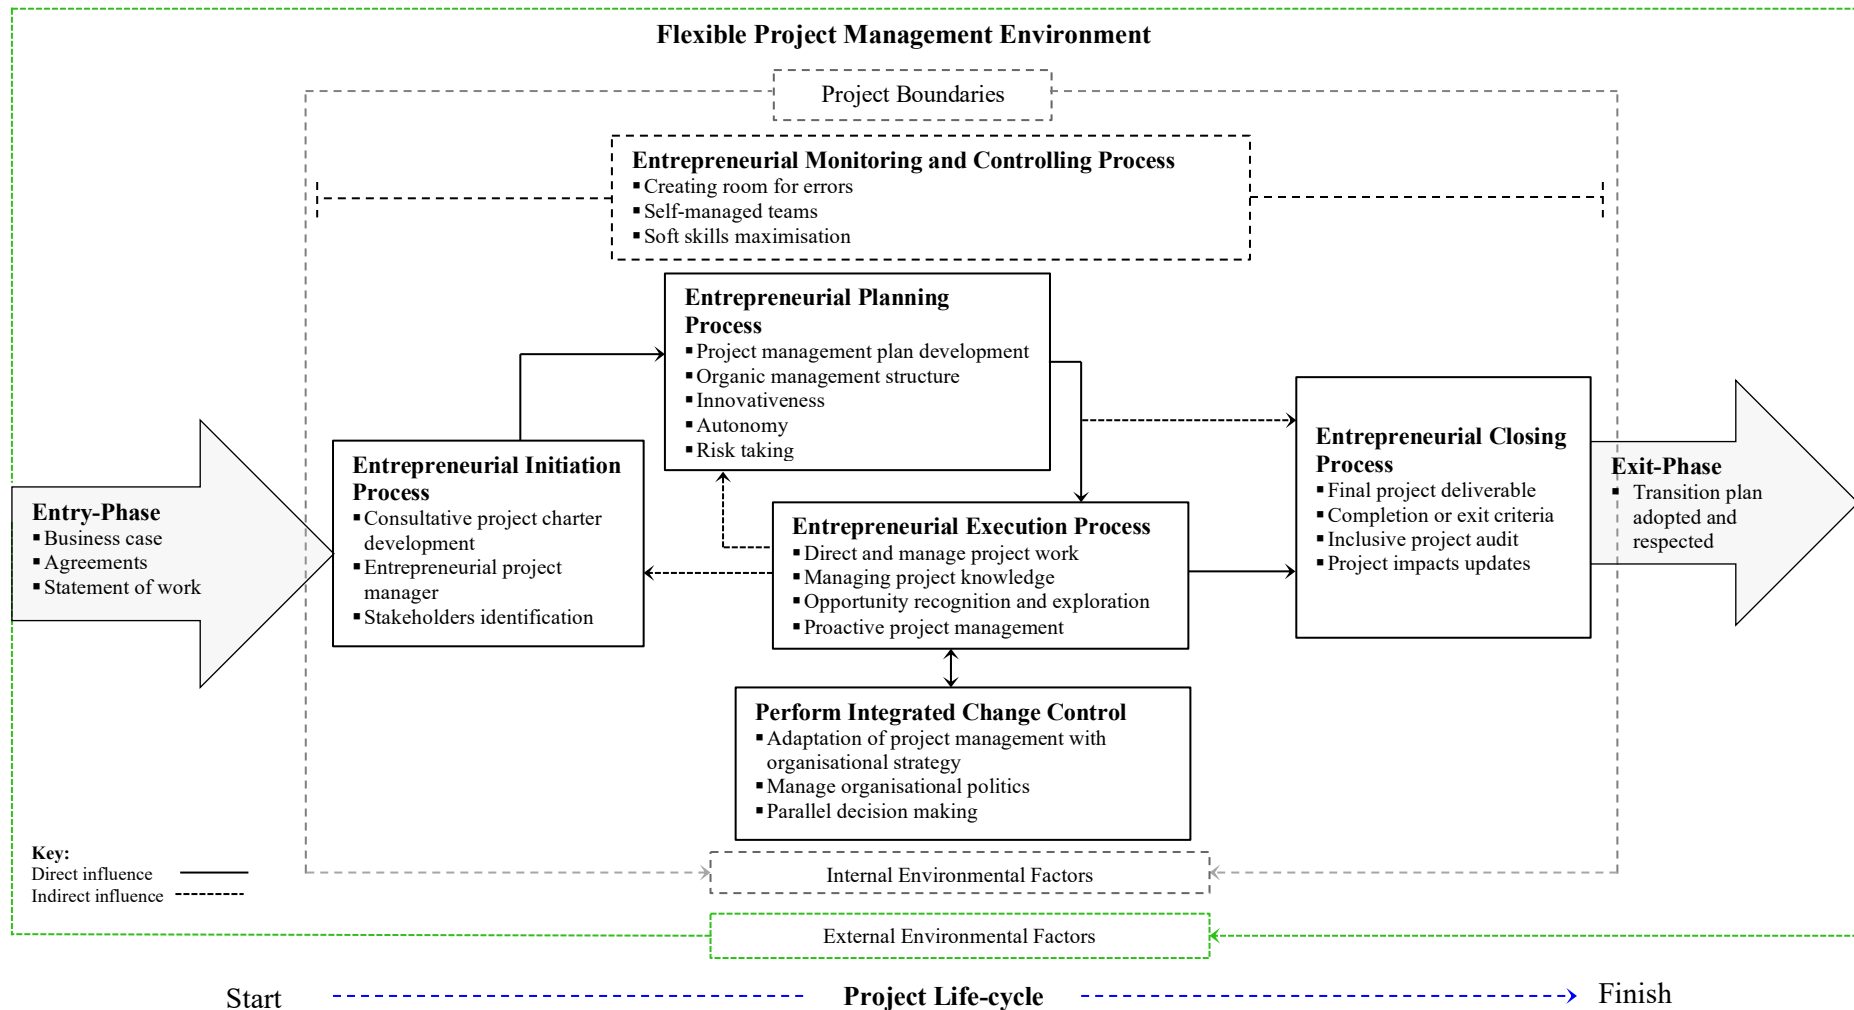 Flexible Project Management Environment
Project Boundaries
Entrepreneurial Monitoring and Controlling Process
▪ Creating room for errors
▪ Self-managed teams
▪ Soft skills maximisation
Entrepreneurial Planning
Process
▪ Project management plan development
▪ Organic management structure
▪ Innovativeness
▪ Autonomy
▪ Risk taking
Entry-Phase
▪ Business case
▪ Agreements
▪ Statement of work
Entrepreneurial Initiation
Process
▪ Consultative project charter
development
▪ Entrepreneurial project
manager
▪ Stakeholders identification
Entrepreneurial Execution Process
▪ Direct and manage project work
▪ Managing project knowledge
▪ Opportunity recognition and exploration
▪ Proactive project management
Entrepreneurial Closing
Process
▪ Final project deliverable
▪ Completion or exit criteria
▪ Inclusive project audit
▪ Project impacts updates
Exit-Phase
▪ Transition plan
adopted and
respected
Perform Integrated Change Control
▪ Adaptation of project management with
organisational strategy
▪ Manage organisational politics
▪ Parallel decision making
Key:
Direct influence
Indirect influence
Internal Environmental Factors
External Environmental Factors
Start
Project Life-cycle
Finish